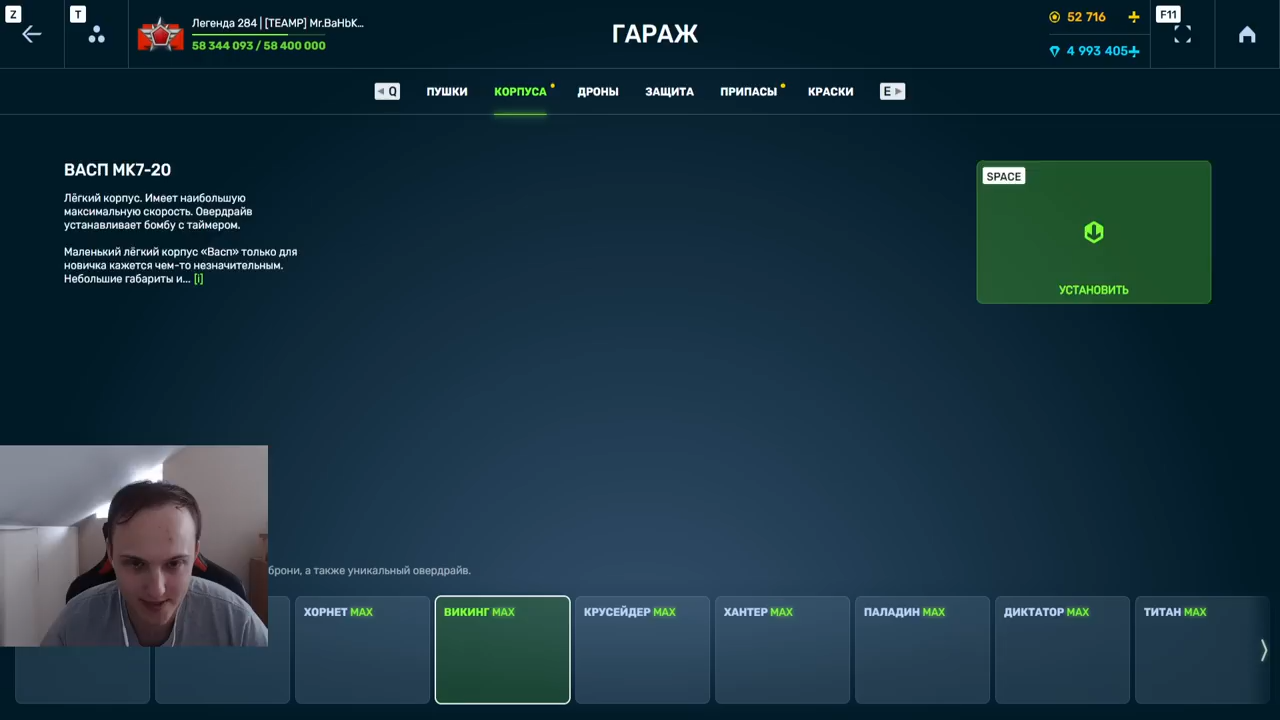 Z
T
Легенда 284 | [TEAMP] Mr.BaHbK...
58 344 093 / 58 400 000
ГАРАЖ
52 716
4 993 405
F11
Q
ПУШКИ
КОРПУСА
ДРОНЫ
ЗАЩИТА
ПРИПАСЫ
КРАСКИ
E
ВАСП МК7-20
Лёгкий корпус. Имеет наибольшую
максимальную скорость. Овердрайв
устанавливает бомбу с таймером.
Маленький лёгкий корпус «Васп» только для
новичка кажется чем-то незначительным.
Небольшие габариты и... [i]
SPACE
УСТАНОВИТЬ
брони, а также уникальный овердрайв.
ХОРНЕТ MAX
ВИКИНГ MAX
КРУСЕЙДЕР MAX
ХАНТЕР MAX
ПАЛАДИН MAX
ДИКТАТОР MAX
ТИТАН MAX